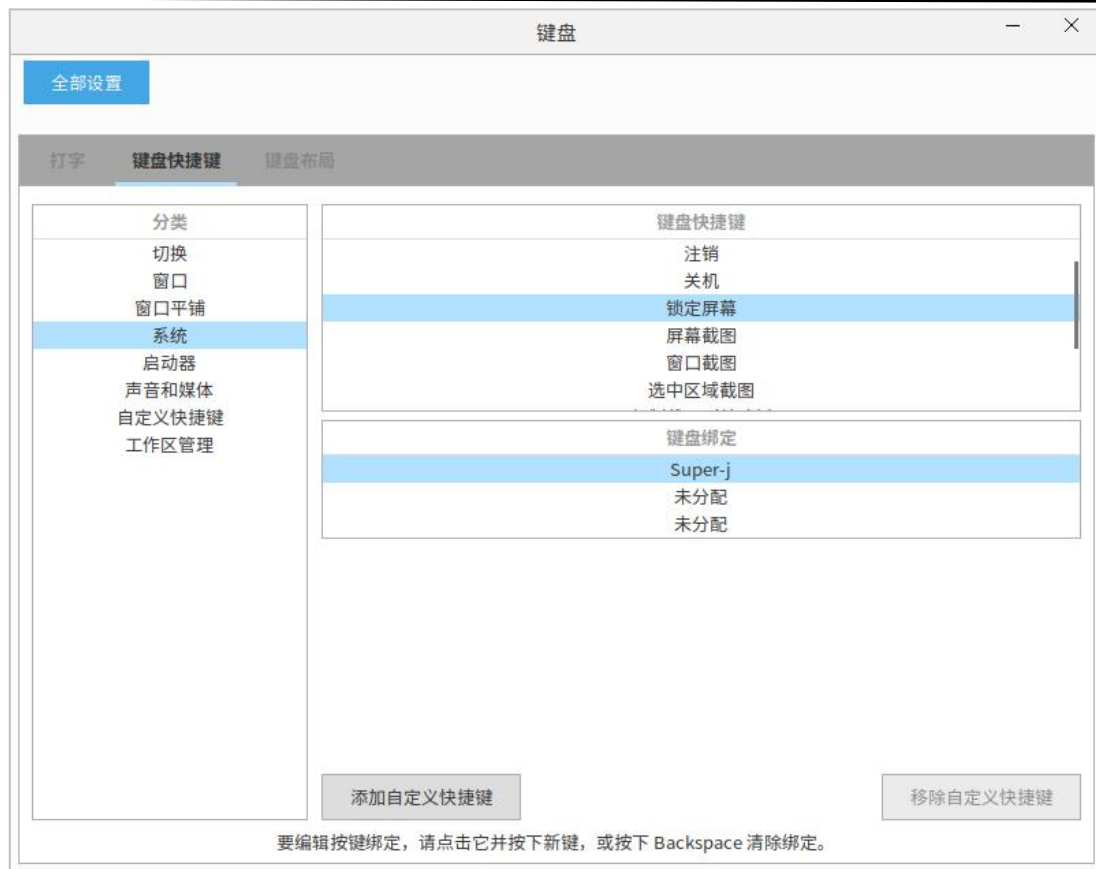 键盘
全部设置
打字 键盘快捷键 键盘布局
分类
切换
窗口
窗口平铺
系统
启动器
声音和媒体
自定义快捷键
工作区管理
键盘快捷键
注销
关机
锁定屏幕
屏幕截图
窗口截图
选中区域截图
键盘绑定
Super-j
未分配
未分配
添加自定义快捷键 移除自定义快捷键
要编辑按键绑定，请点击它并按下新键，或按下 Backspace 清除绑定。